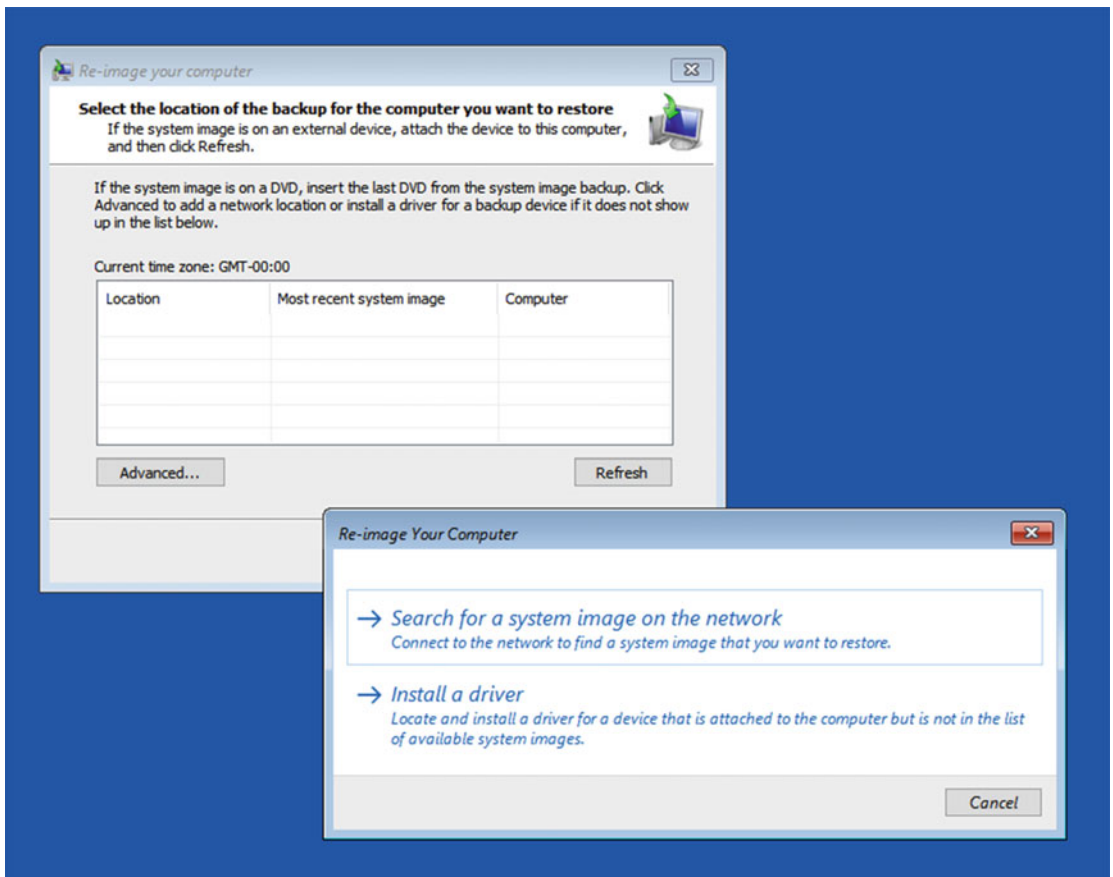 Re-image your computer
Select the location of the backup for the computer you want to restore
If the system image is on an external device, attach the device to this computer,
and then click Refresh.
If the system image is on a DVD, insert the last DVD from the system image backup. Click
Advanced to add a network location or install a driver for a backup device if it does not show
up in the list below.
Current time zone: GMT-00:00
Location Most recent system image Computer
Advanced... Refresh
Re-image Your Computer
Search for a system image on the network
Connect to the network to find a system image that you want to restore.
Install a driver
Locate and install a driver for a device that is attached to the computer but is not in the list
of available system images.
Cancel